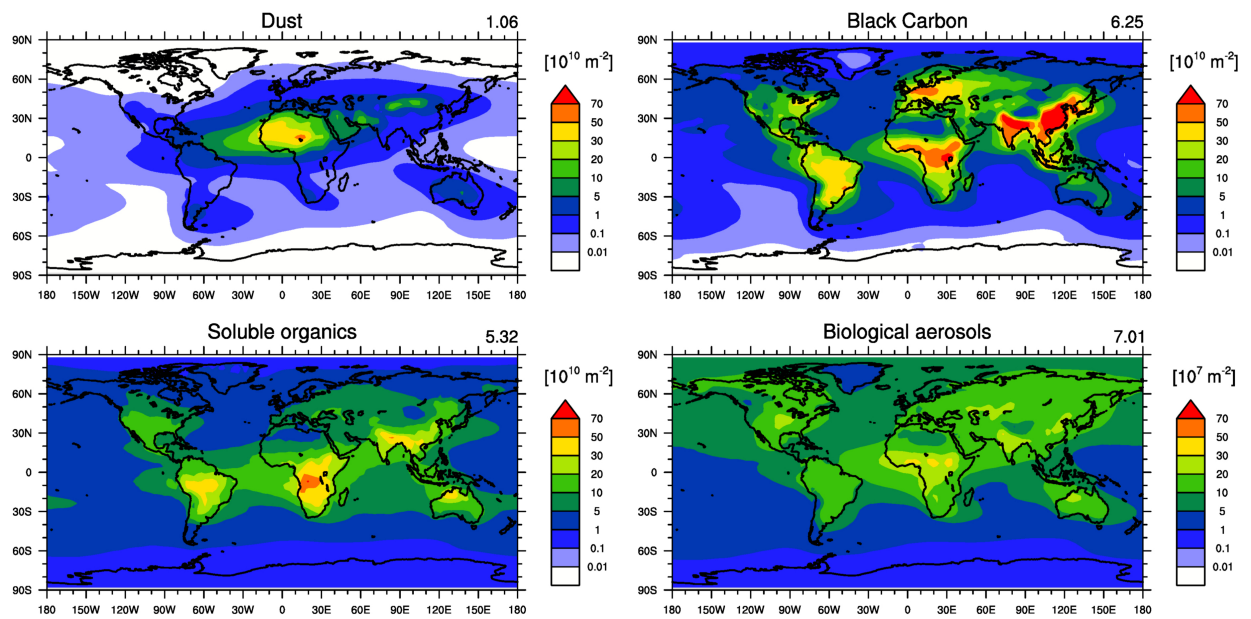 Dust 1.06
90N
60N
30N
0
30S
60S
90S
180 150W 120W 90W 60W 30W 0 30E 60E 90E 120E 150E 180
[10¹⁰ m⁻²]
70
50
30
20
10
5
1
0.1
0.01
Black Carbon 6.25
90N
60N
30N
0
30S
60S
90S
180 150W 120W 90W 60W 30W 0 30E 60E 90E 120E 150E 180
[10¹⁰ m⁻²]
70
50
30
20
10
5
1
0.1
0.01
Soluble organics 5.32
90N
60N
30N
0
30S
60S
90S
180 150W 120W 90W 60W 30W 0 30E 60E 90E 120E 150E 180
[10¹⁰ m⁻²]
70
50
30
20
10
5
1
0.1
0.01
Biological aerosols 7.01
90N
60N
30N
0
30S
60S
90S
180 150W 120W 90W 60W 30W 0 30E 60E 90E 120E 150E 180
[10⁷ m⁻²]
70
50
30
20
10
5
1
0.1
0.01